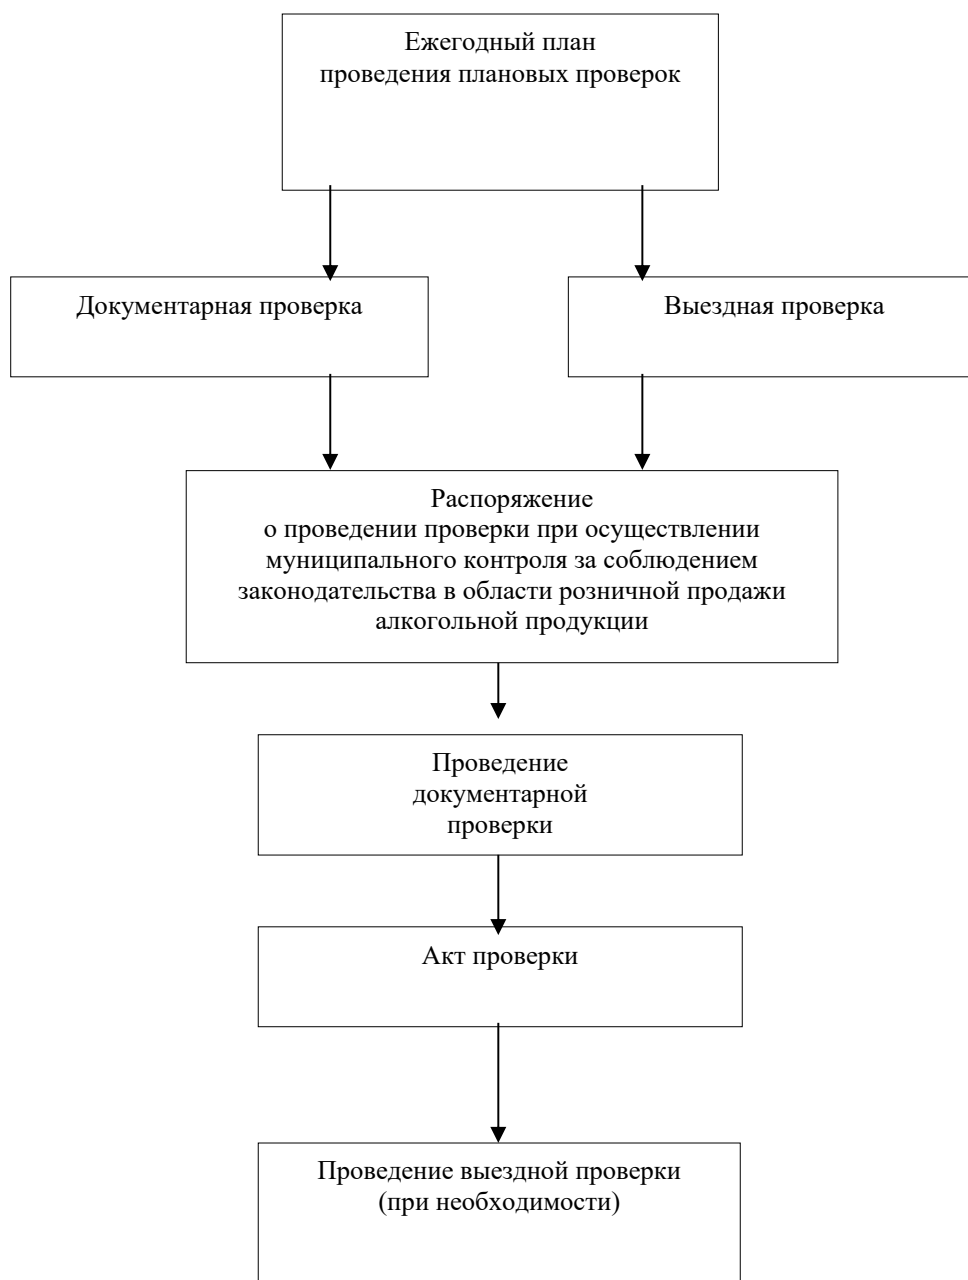 Ежегодный план
проведения плановых проверок
Документарная проверка
Выездная проверка
Распоряжение
о проведении проверки при осуществлении
муниципального контроля за соблюдением
законодательства в области розничной продажи
алкогольной продукции
Проведение
документарной
проверки
Акт проверки
Проведение выездной проверки
(при необходимости)